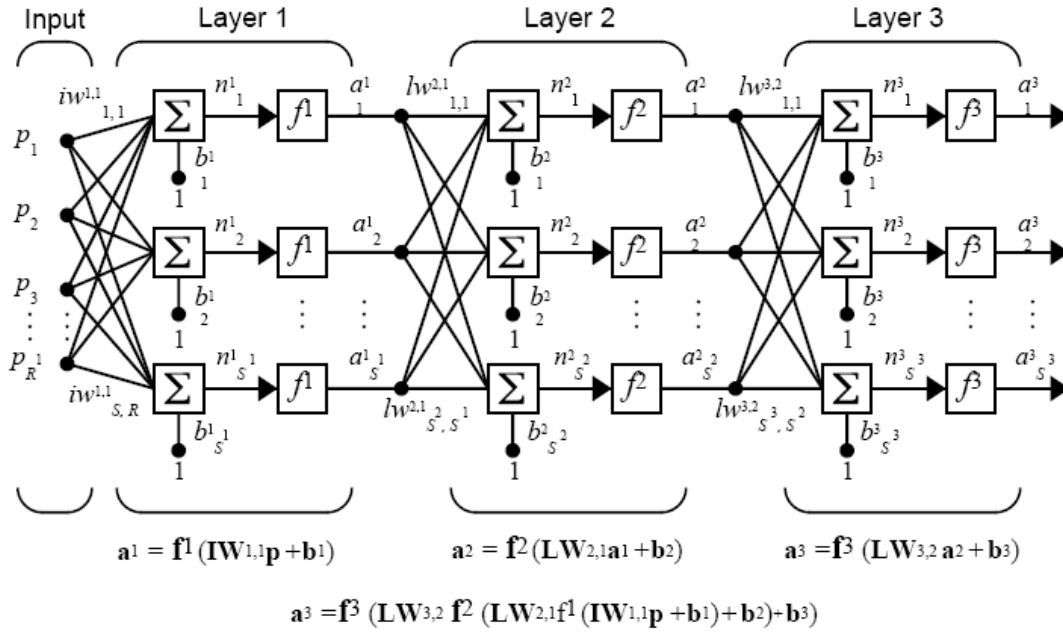 Input Layer 1 Layer 2 Layer 3
iw1,1 1,1 n1 1 a1 1 lw2,1 1,1 n2 1 a2 1 lw3,2 1,1 n3 1 a3 1
p1 Σ f1 Σ f2 Σ f3
b1 1 b2 1 b3 1
1 1 1
p2 n1 2 a1 2 n2 2 a2 2 n3 2 a3 2
Σ f1 Σ f2 Σ f3
p3 b1 2 b2 2 b3 2
1 1 1
pR1 n1 S1 a1 S1 n2 S2 a2 S2 n3 S3 a3 S3
Σ f1 Σ f2 Σ f3
iw1,1 S, R lw2,1 S2, S1 lw3,2 S3, S2
b1 S1 b2 S2 b3 S3
1 1 1
a1 = f1 (IW1,1p +b1) a2 = f2 (LW2,1a1+b2) a3 =f3 (LW3,2 a2 + b3)
a3 =f3 (LW3,2 f2 (LW2,1f1 (IW1,1p +b1)+ b2)+b3)